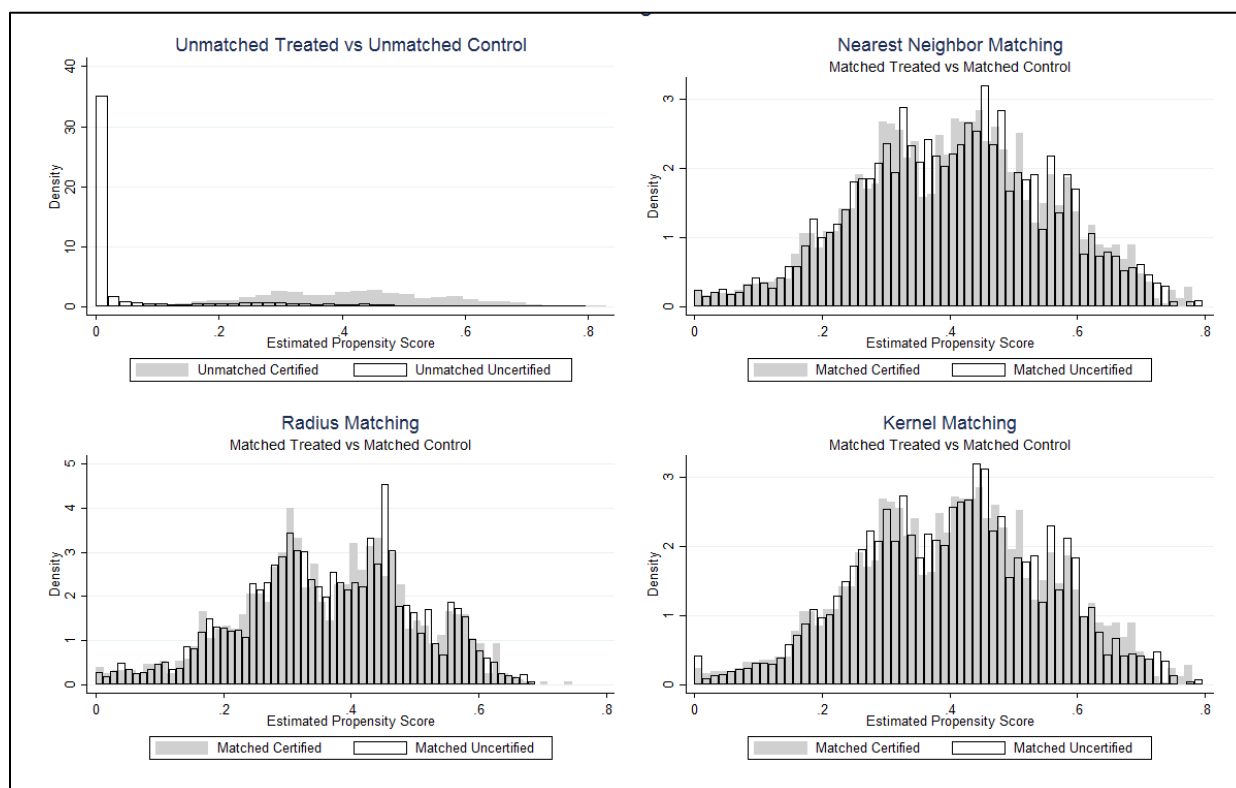 Unmatched Treated vs Unmatched Control
40
30
20
10
0
Density
0 .2 .4 .6 .8
Estimated Propensity Score
Unmatched Certified Unmatched Uncertified
Nearest Neighbor Matching
Matched Treated vs Matched Control
3
2
1
0
Density
0 .2 .4 .6 .8
Estimated Propensity Score
Matched Certified Matched Uncertified
Radius Matching
Matched Treated vs Matched Control
5
4
3
2
1
0
Density
0 .2 .4 .6 .8
Estimated Propensity Score
Matched Certified Matched Uncertified
Kernel Matching
Matched Treated vs Matched Control
3
2
1
0
Density
0 .2 .4 .6 .8
Estimated Propensity Score
Matched Certified Matched Uncertified